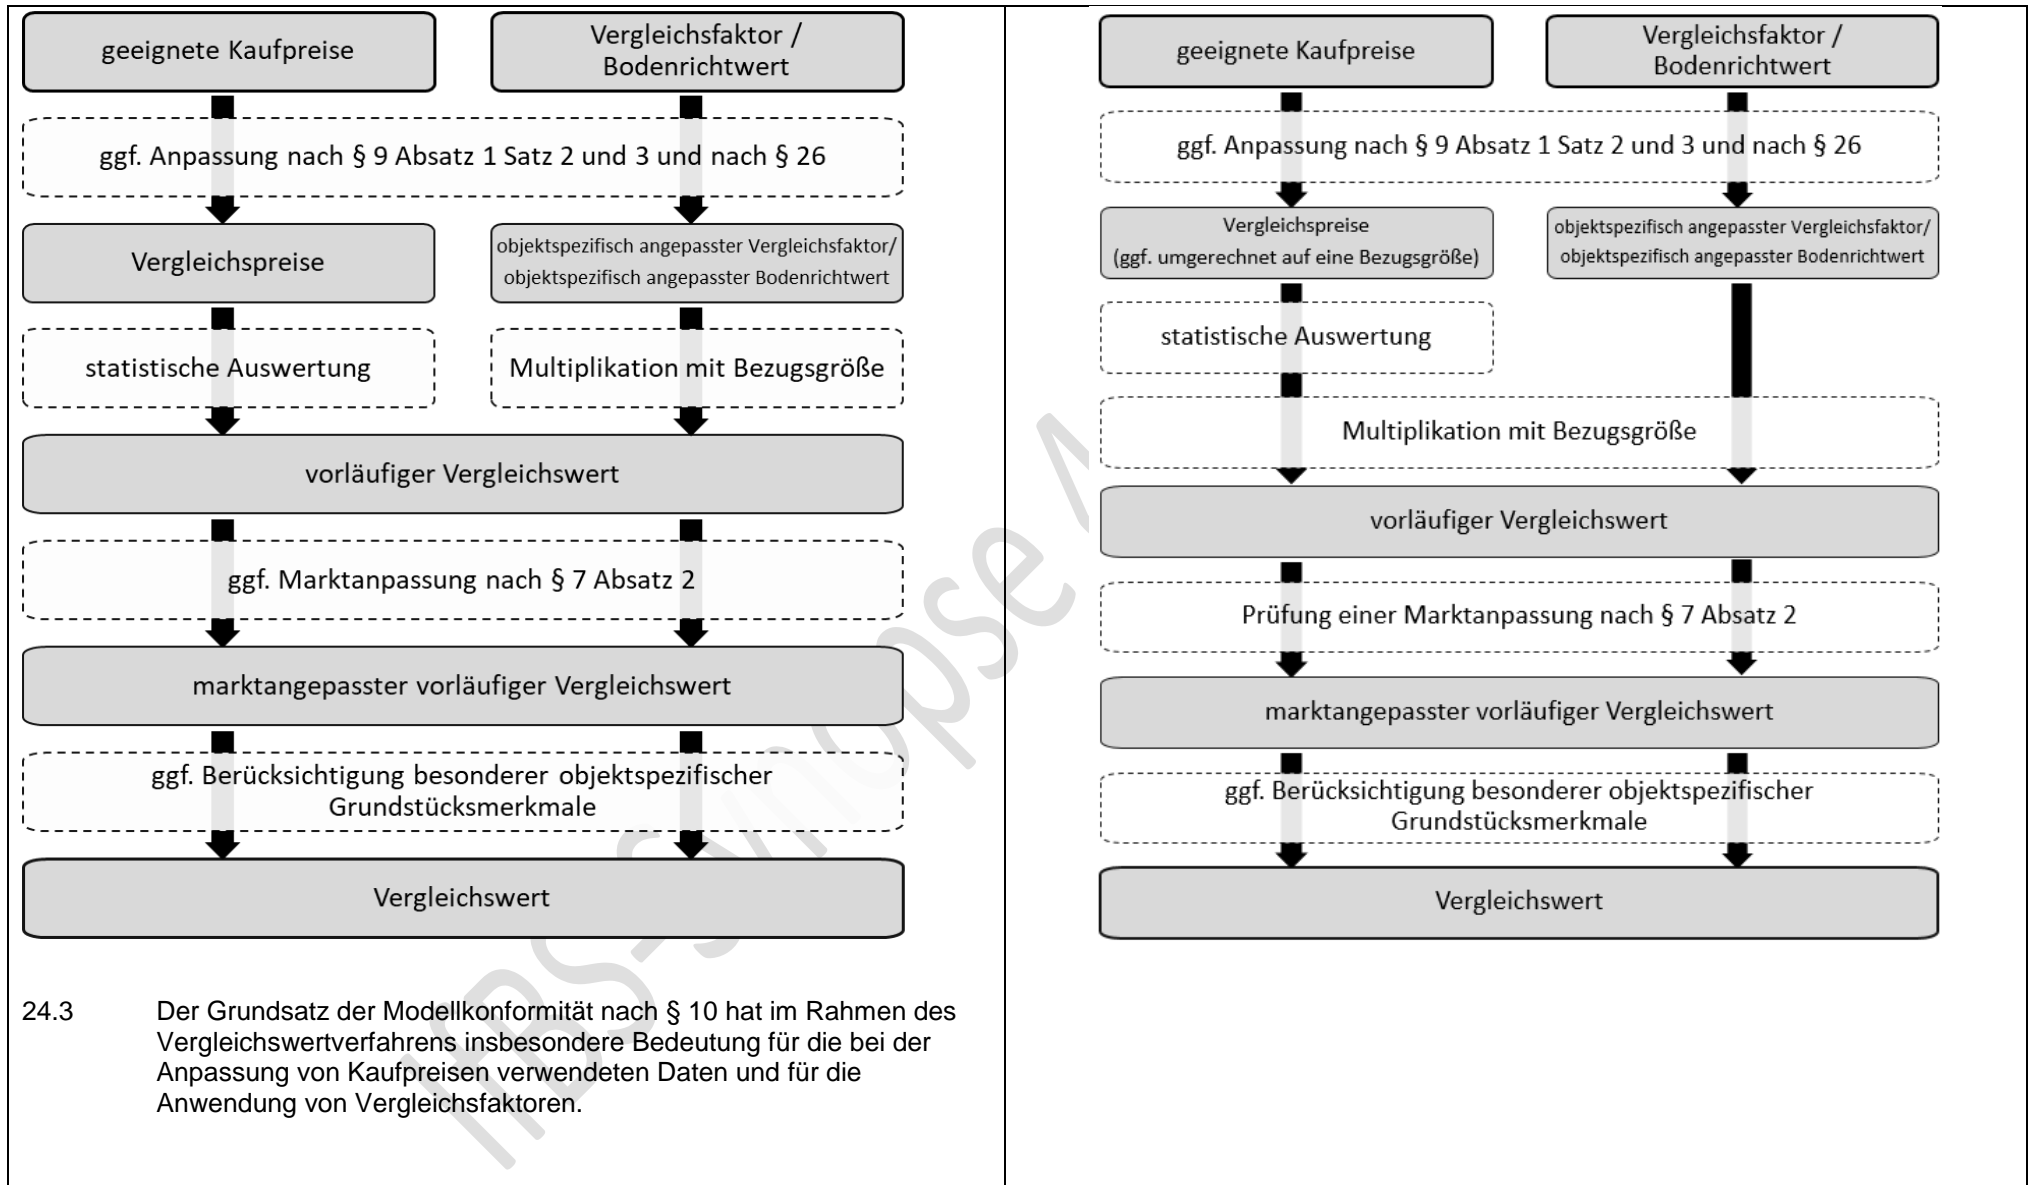 geeignete Kaufpreise
Vergleichsfaktor /
Bodenrichtwert
ggf. Anpassung nach § 9 Absatz 1 Satz 2 und 3 und nach § 26
Vergleichspreise
objektspezifisch angepasster Vergleichsfaktor/
objektspezifisch angepasster Bodenrichtwert
statistische Auswertung
Multiplikation mit Bezugsgröße
vorläufiger Vergleichswert
ggf. Marktanpassung nach § 7 Absatz 2
marktangepasster vorläufiger Vergleichswert
ggf. Berücksichtigung besonderer objektspezifischer
Grundstücksmerkmale
Vergleichswert
24.3 Der Grundsatz der Modellkonformität nach § 10 hat im Rahmen des
Vergleichswertverfahrens insbesondere Bedeutung für die bei der
Anpassung von Kaufpreisen verwendeten Daten und für die
Anwendung von Vergleichsfaktoren.
geeignete Kaufpreise
Vergleichsfaktor /
Bodenrichtwert
ggf. Anpassung nach § 9 Absatz 1 Satz 2 und 3 und nach § 26
Vergleichspreise
(ggf. umgerechnet auf eine Bezugsgröße)
objektspezifisch angepasster Vergleichsfaktor/
objektspezifisch angepasster Bodenrichtwert
statistische Auswertung
Multiplikation mit Bezugsgröße
vorläufiger Vergleichswert
Prüfung einer Marktanpassung nach § 7 Absatz 2
marktangepasster vorläufiger Vergleichswert
ggf. Berücksichtigung besonderer objektspezifischer
Grundstücksmerkmale
Vergleichswert